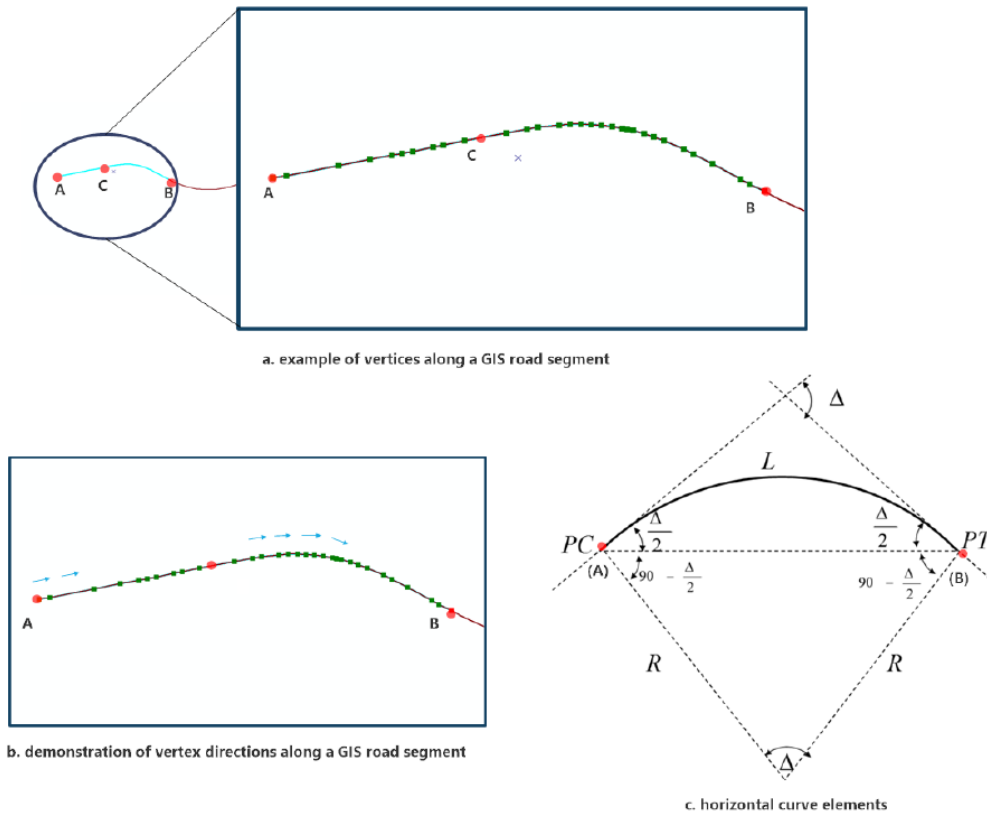 A
C
B
A
C
B
a. example of vertices along a GIS road segment
A
B
b. demonstration of vertex directions along a GIS road segment
Δ
L
PC
(A)
Δ/2
90 - Δ/2
Δ/2
PT
(B)
90 - Δ/2
R
R
Δ
c. horizontal curve elements